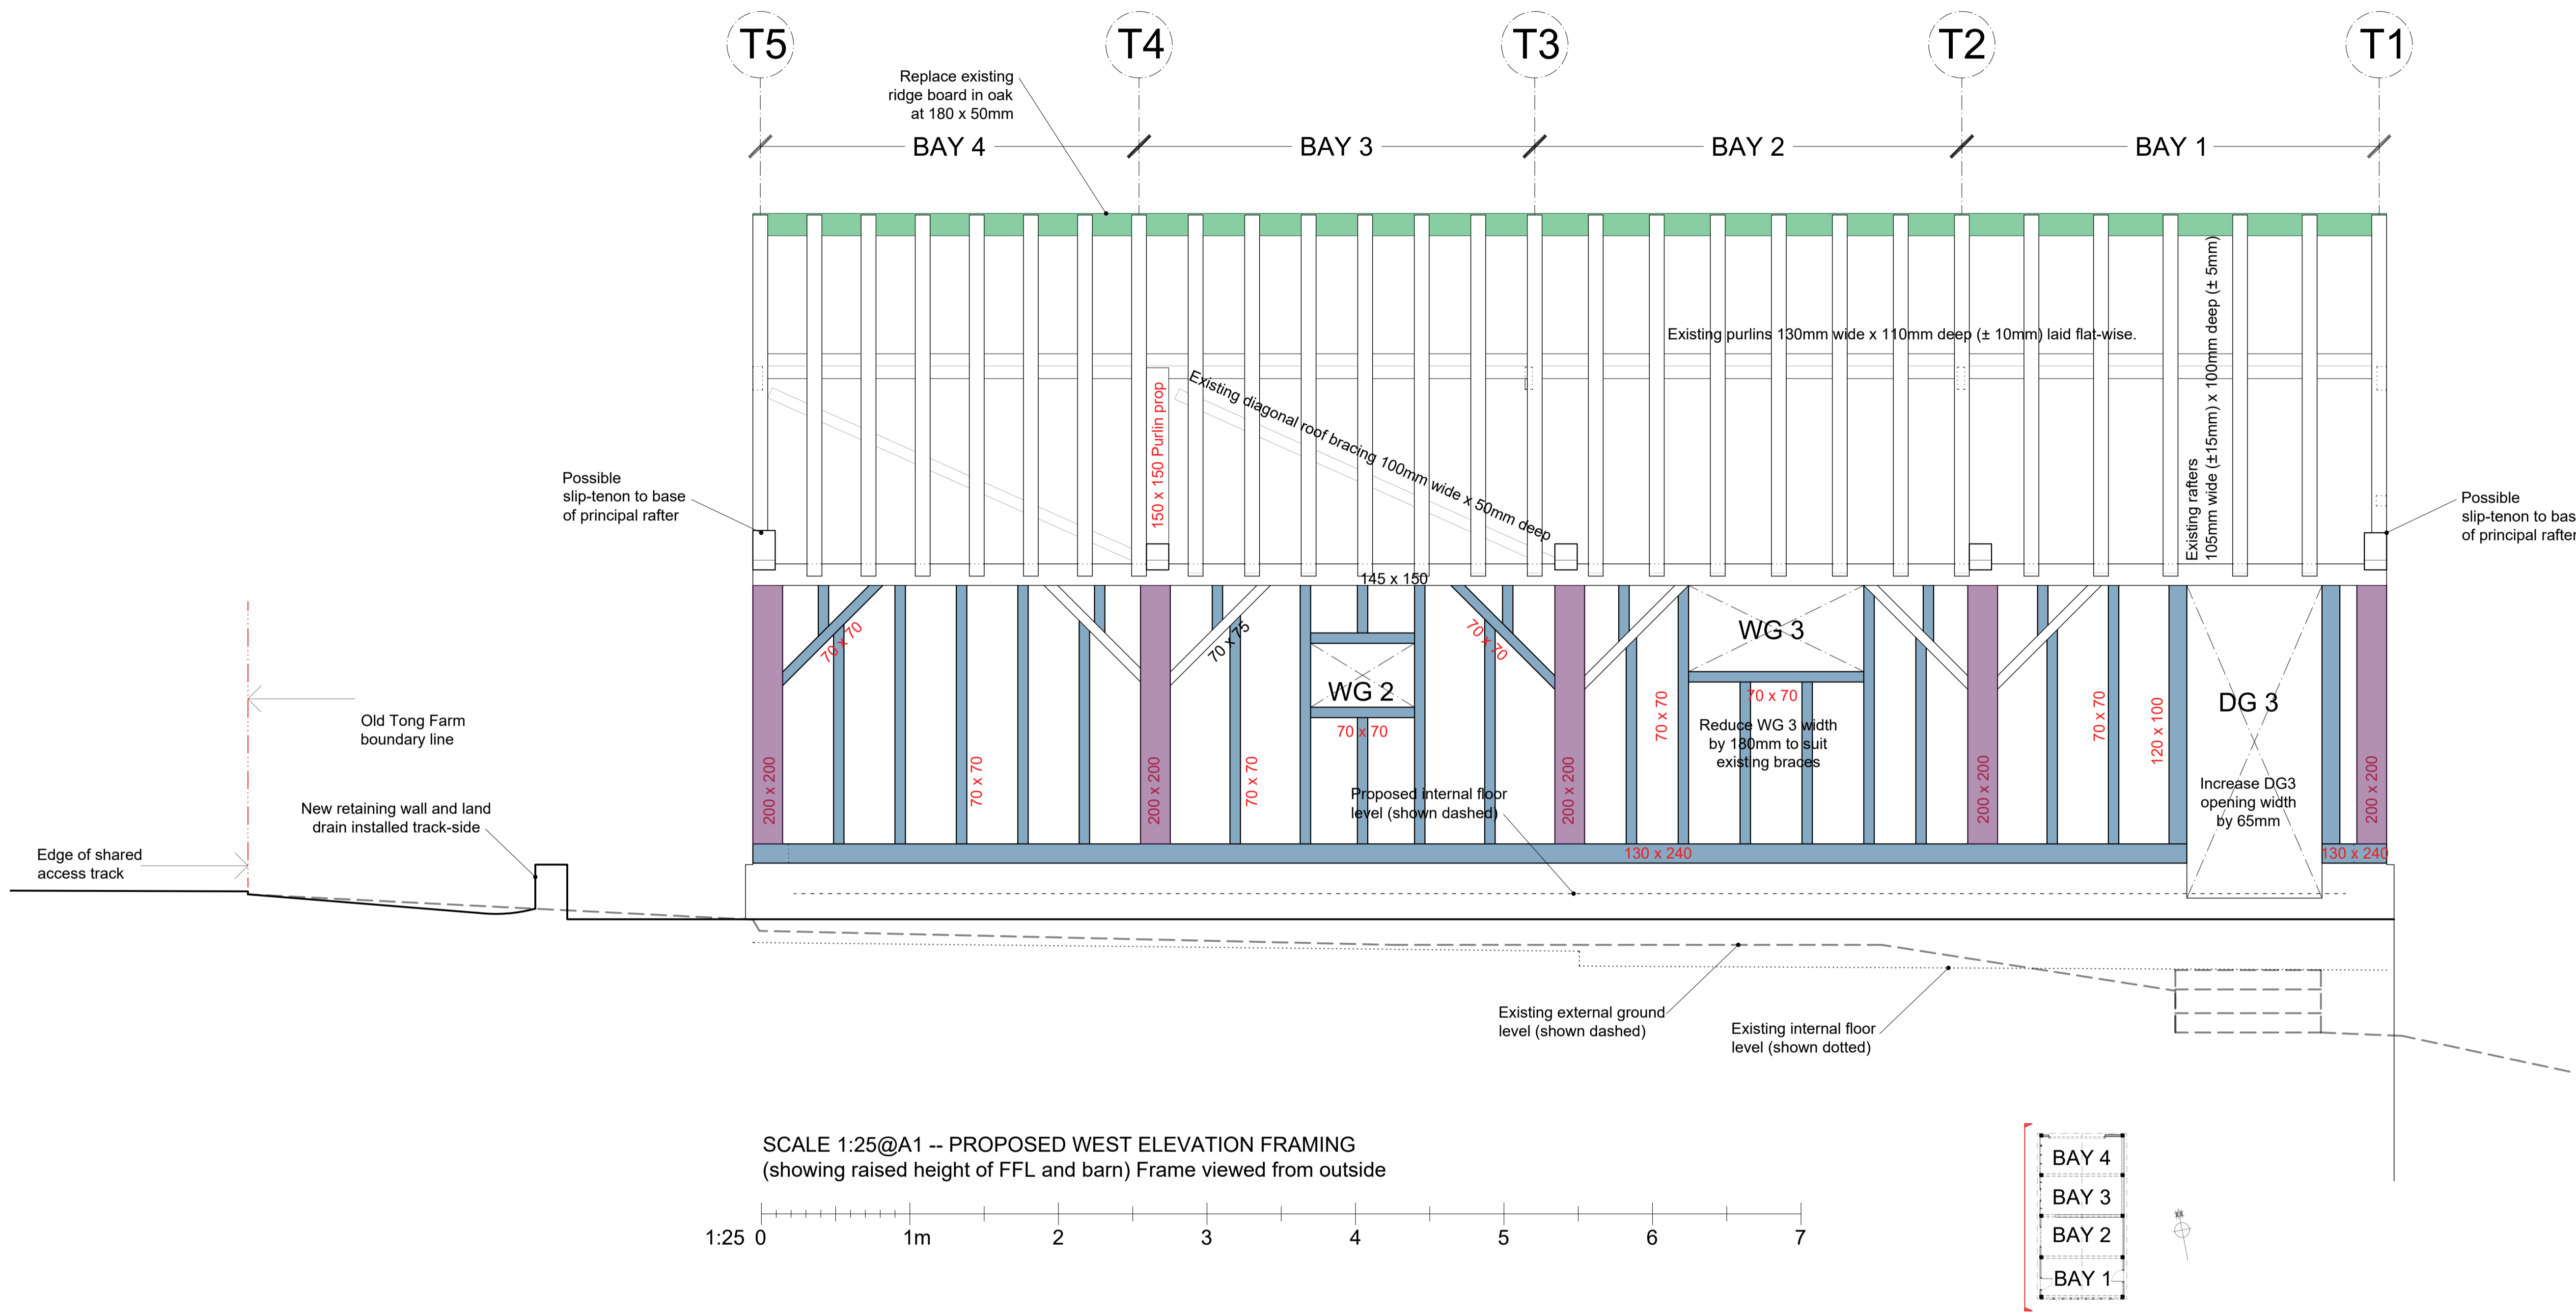 T5
T4
T3
T2
T1
Replace existing
ridge board in oak
at 180 x 50mm
BAY 4
BAY 3
BAY 2
BAY 1
Existing purlins 130mm wide x 110mm deep (± 10mm) laid flat-wise.
Existing rafters
105mm wide (±15mm) x 100mm deep (± 5mm)
150 x 150 Purlin prop
Existing diagonal roof bracing 100mm wide x 50mm deep
Possible
slip-tenon to base
of principal rafter
Possible
slip-tenon to bas
of principal rafter
145 x 150
70 x 70
70 x 75
70 x 70
WG 2
70 x 70
WG 3
70 x 70
Reduce WG 3 width
by 180mm to suit
existing braces
DG 3
Increase DG3
opening width
by 65mm
200 x 200
70 x 70
200 x 200
70 x 70
200 x 200
70 x 70
200 x 200
70 x 70
120 x 100
200 x 200
Proposed internal floor
level (shown dashed)
130 x 240
130 x 240
Old Tong Farm
boundary line
New retaining wall and land
drain installed track-side
Edge of shared
access track
Existing external ground
level (shown dashed)
Existing internal floor
level (shown dotted)
SCALE 1:25@A1 -- PROPOSED WEST ELEVATION FRAMING
(showing raised height of FFL and barn) Frame viewed from outside
1:25 0 1m 2 3 4 5 6 7
BAY 4
BAY 3
BAY 2
BAY 1